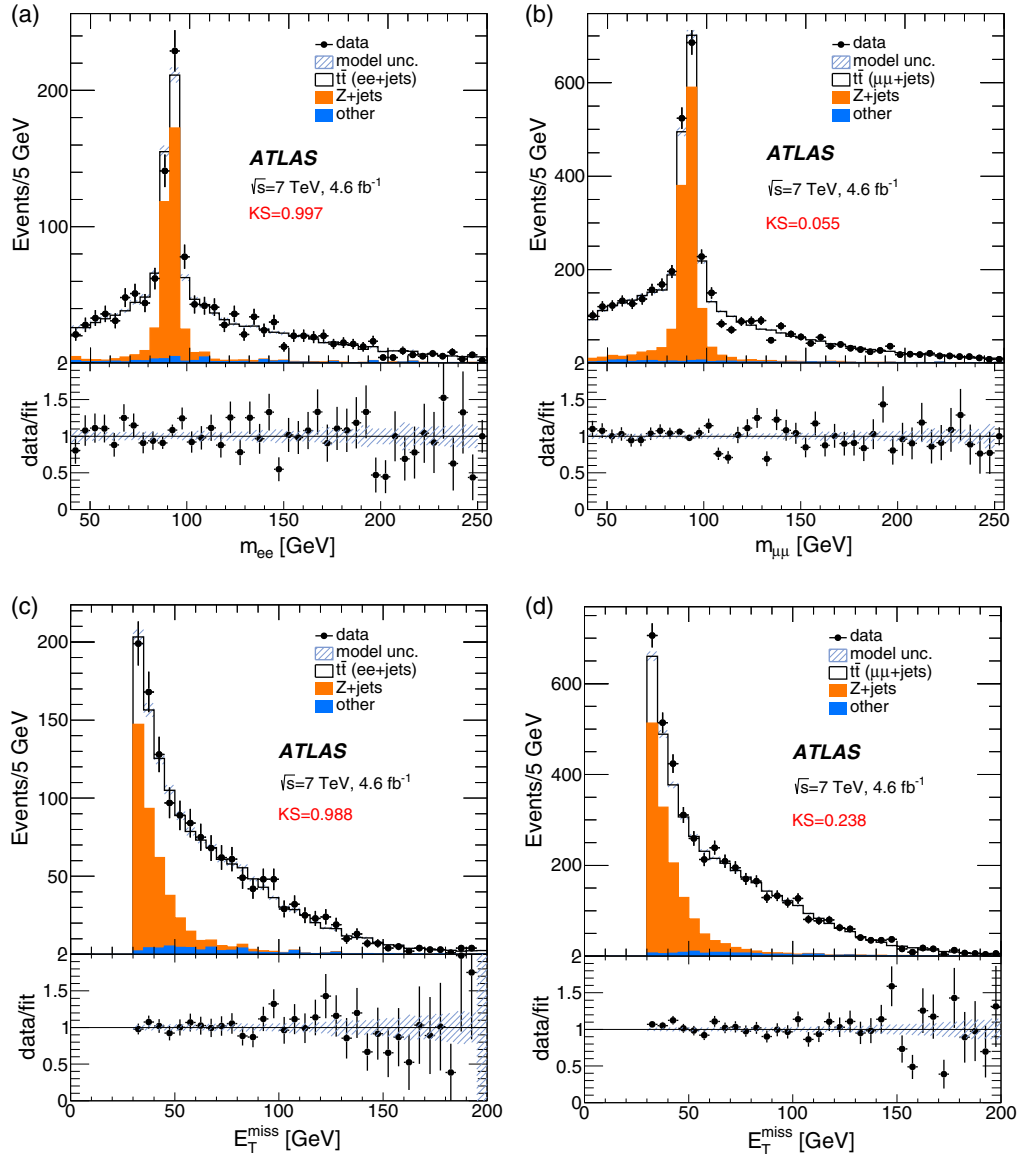 (a)
Events/5 GeV
200
100
data
model unc.
tt̄ (ee+jets)
Z+jets
other
ATLAS
√s=7 TeV, 4.6 fb⁻¹
KS=0.997
data/fit
2
1.5
1
0.5
0
50 100 150 200 250
m_ee [GeV]
(b)
Events/5 GeV
600
400
200
data
model unc.
tt̄ (μμ+jets)
Z+jets
other
ATLAS
√s=7 TeV, 4.6 fb⁻¹
KS=0.055
data/fit
2
1.5
1
0.5
0
50 100 150 200 250
m_μμ [GeV]
(c)
Events/5 GeV
200
150
100
50
data
model unc.
tt̄ (ee+jets)
Z+jets
other
ATLAS
√s=7 TeV, 4.6 fb⁻¹
KS=0.988
data/fit
2
1.5
1
0.5
0
0 50 100 150 200
E_T^miss [GeV]
(d)
Events/5 GeV
600
400
200
data
model unc.
tt̄ (μμ+jets)
Z+jets
other
ATLAS
√s=7 TeV, 4.6 fb⁻¹
KS=0.238
data/fit
2
1.5
1
0.5
0
0 50 100 150 200
E_T^miss [GeV]